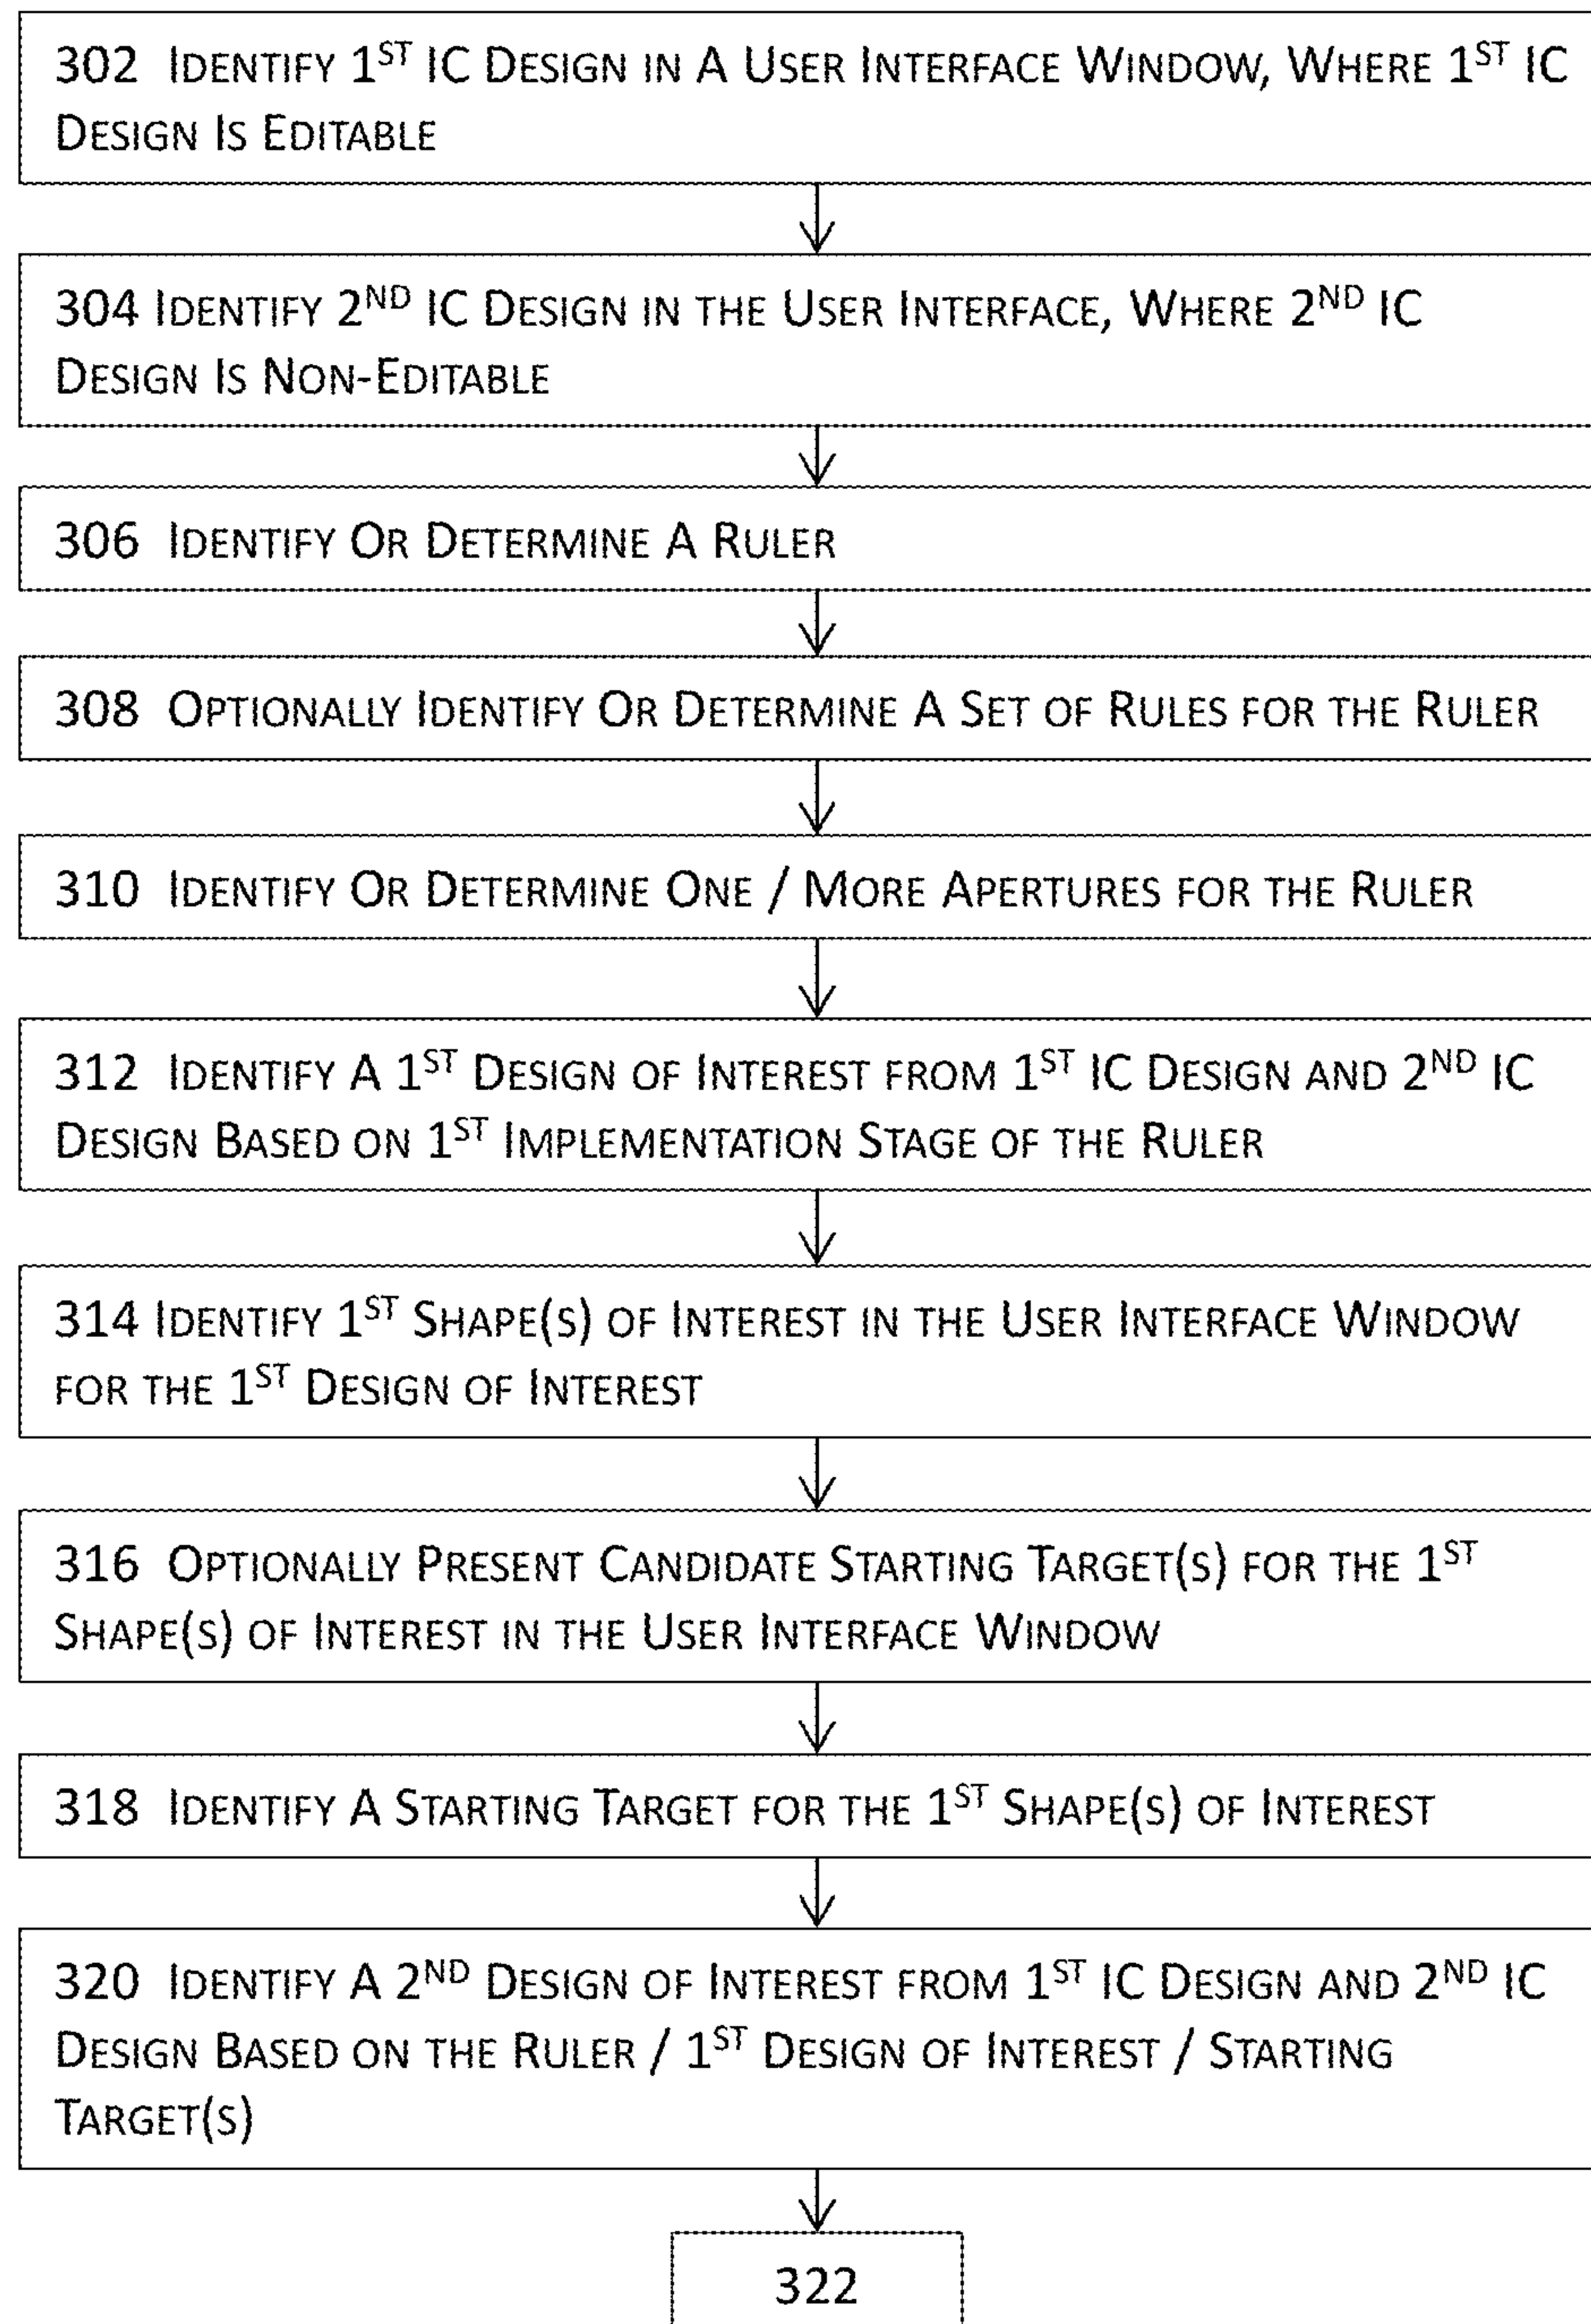 302 IDENTIFY 1ST IC DESIGN IN A USER INTERFACE WINDOW, WHERE 1ST IC
DESIGN IS EDITABLE
304 IDENTIFY 2ND IC DESIGN IN THE USER INTERFACE, WHERE 2ND IC
DESIGN IS NON-EDITABLE
306 IDENTIFY OR DETERMINE A RULER
308 OPTIONALLY IDENTIFY OR DETERMINE A SET OF RULES FOR THE RULER
310 IDENTIFY OR DETERMINE ONE / MORE APERTURES FOR THE RULER
312 IDENTIFY A 1ST DESIGN OF INTEREST FROM 1ST IC DESIGN AND 2ND IC
DESIGN BASED ON 1ST IMPLEMENTATION STAGE OF THE RULER
314 IDENTIFY 1ST SHAPE(S) OF INTEREST IN THE USER INTERFACE WINDOW
FOR THE 1ST DESIGN OF INTEREST
316 OPTIONALLY PRESENT CANDIDATE STARTING TARGET(S) FOR THE 1ST
SHAPE(S) OF INTEREST IN THE USER INTERFACE WINDOW
318 IDENTIFY A STARTING TARGET FOR THE 1ST SHAPE(S) OF INTEREST
320 IDENTIFY A 2ND DESIGN OF INTEREST FROM 1ST IC DESIGN AND 2ND IC
DESIGN BASED ON THE RULER / 1ST DESIGN OF INTEREST / STARTING
TARGET(S)
322